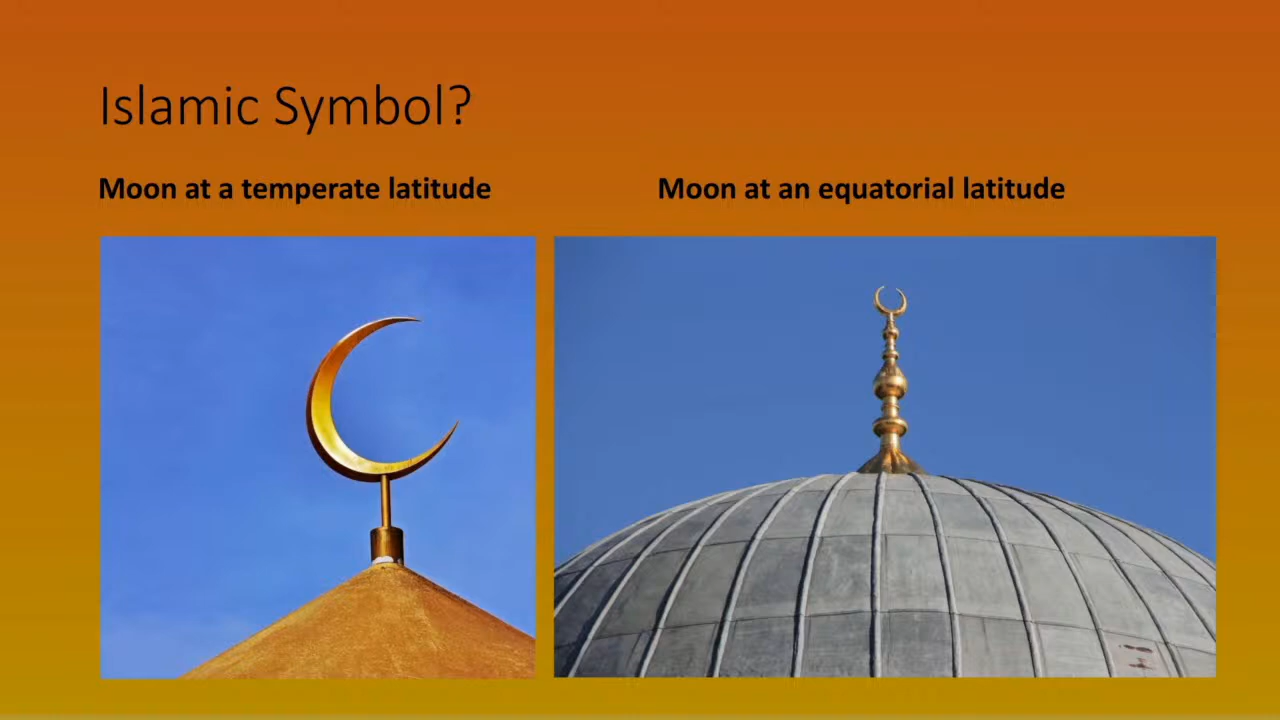 Islamic Symbol?
Moon at a temperate latitude
Moon at an equatorial latitude